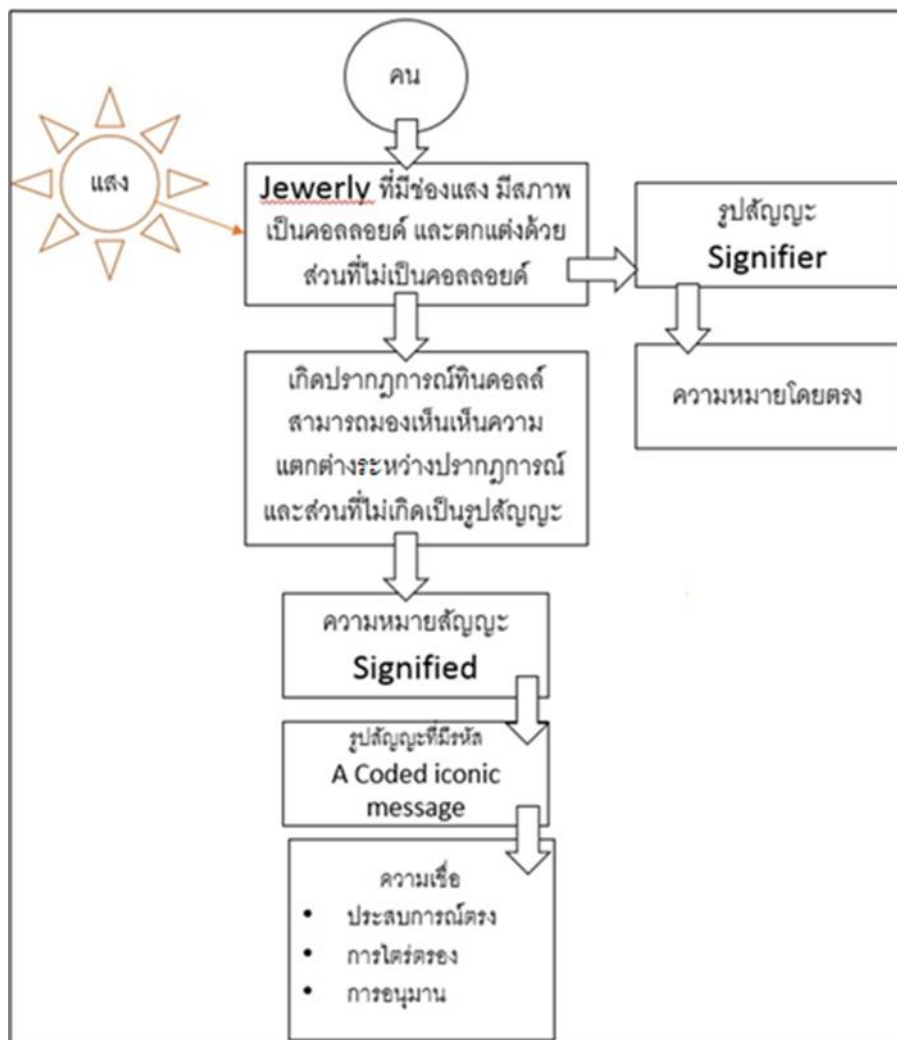 คน
แสง
Jewerly ที่มีช่องแสง มีสภาพ
เป็นคอลลอยด์ และตกแต่งด้วย
ส่วนที่ไม่เป็นคอลลอยด์
รูปสัญญะ
Signifier
ความหมายโดยตรง
เกิดปรากฏการณ์ทินดอลล์
สามารถมองเห็นเห็นความ
แตกต่างระหว่างปรากฏการณ์
และส่วนที่ไม่เกิดเป็นรูปสัญญะ
ความหมายสัญญะ
Signified
รูปสัญญะที่มีรหัส
A Coded iconic
message
ความเชื่อ
• ประสบการณ์ตรง
• การไตร่ตรอง
• การอนุมาน